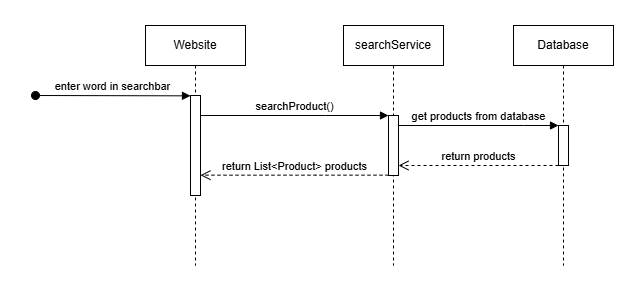 Website
searchService
Database
enter word in searchbar
searchProduct()
get products from database
return products
return List<Product> products